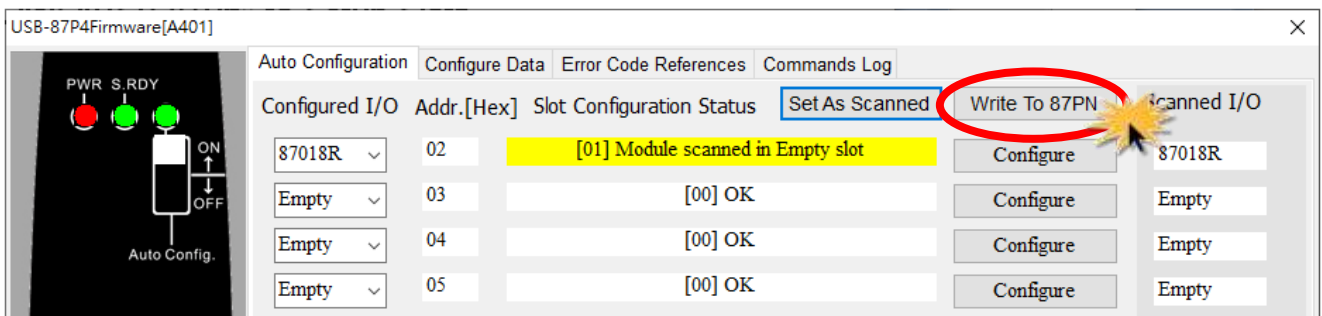 USB-87P4Firmware[A401]
PWR S.RDY
ON
OFF
Auto Config.
Auto Configuration Configure Data Error Code References Commands Log
Configured I/O Addr.[Hex] Slot Configuration Status Set As Scanned Write To 87PN Scanned I/O
87018R 02 [01] Module scanned in Empty slot Configure 87018R
Empty 03 [00] OK Configure Empty
Empty 04 [00] OK Configure Empty
Empty 05 [00] OK Configure Empty